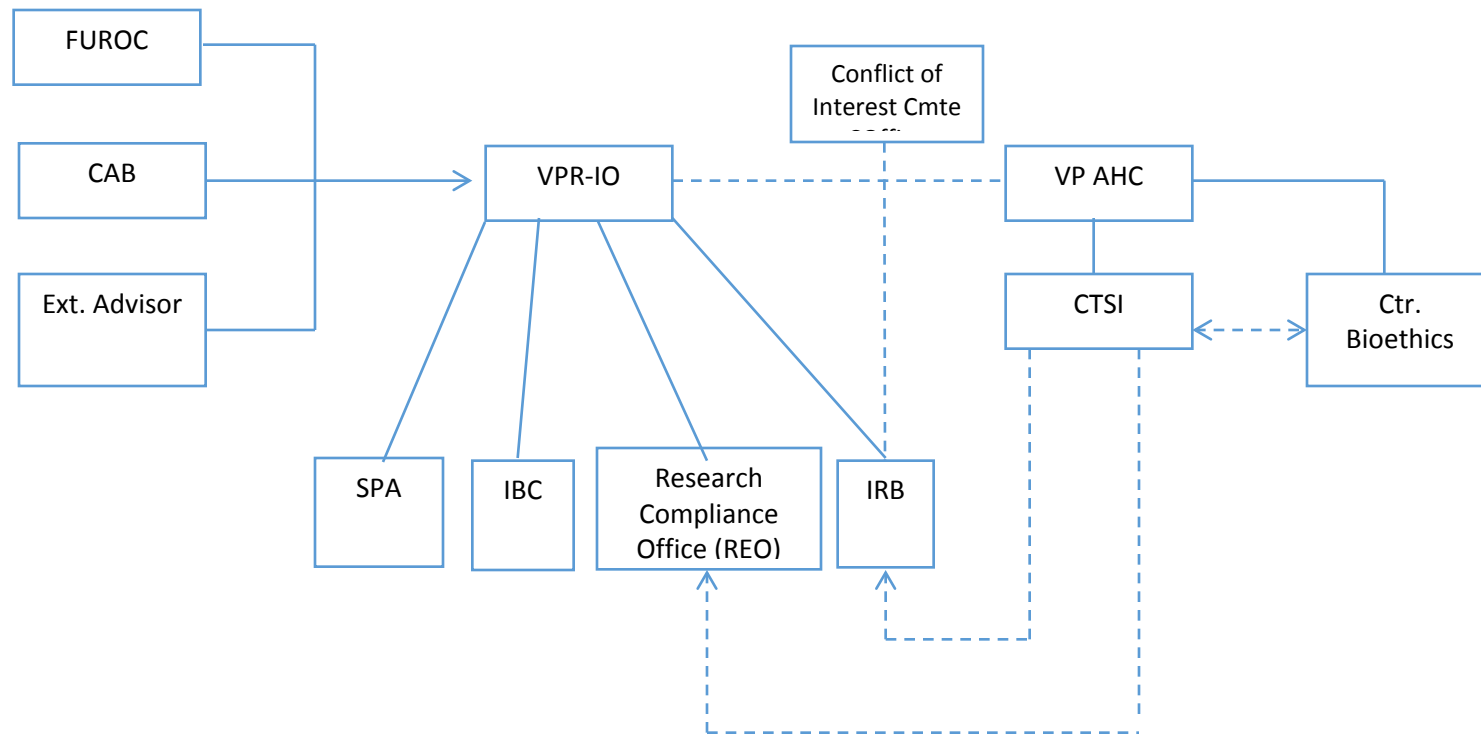 FUROC
Conflict of
Interest Cmte
CAB
VPR-IO
VP AHC
Ext. Advisor
CTSI
Ctr.
Bioethics
SPA
IBC
Research
Compliance
Office (REO)
IRB